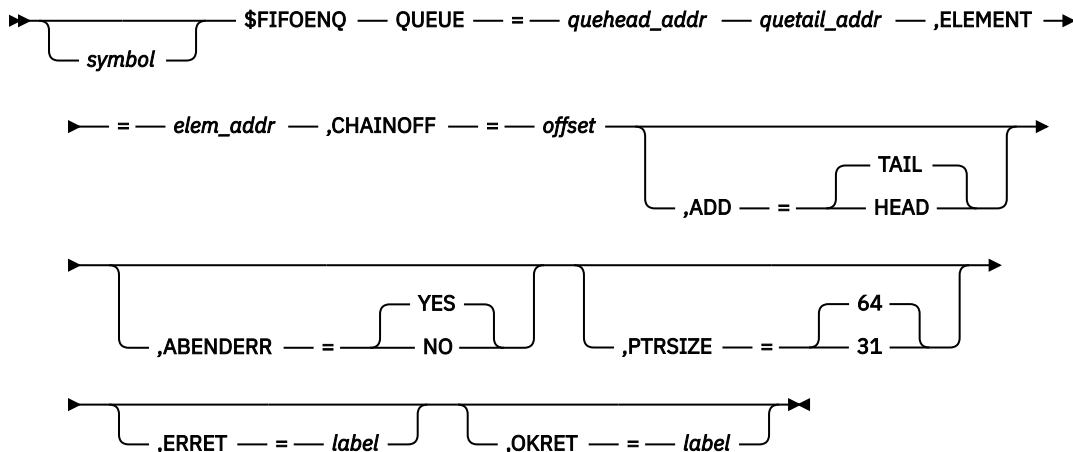 $FIFOENQ QUEUE = quehead_addr quetail_addr ,ELEMENT
symbol
= elem_addr ,CHAINOFF = offset
TAIL
,ADD = HEAD
YES 64
,ABENDERR = NO ,PTRSIZE = 31
,ERRET = label ,OKRET = label